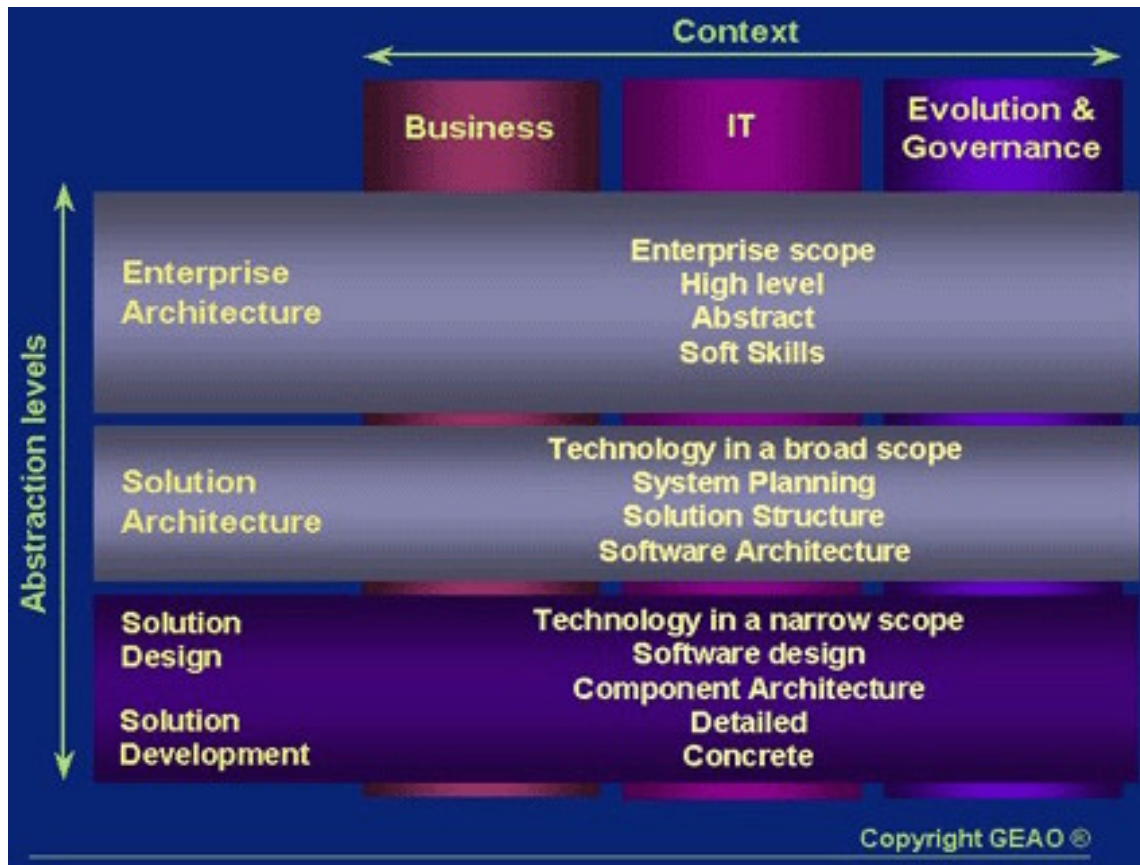 Context
Business
IT
Evolution &
Governance
Abstraction levels
Enterprise
Architecture
Enterprise scope
High level
Abstract
Soft Skills
Solution
Architecture
Technology in a broad scope
System Planning
Solution Structure
Software Architecture
Solution
Design
Solution
Development
Technology in a narrow scope
Software design
Component Architecture
Detailed
Concrete
Copyright GEAO ®